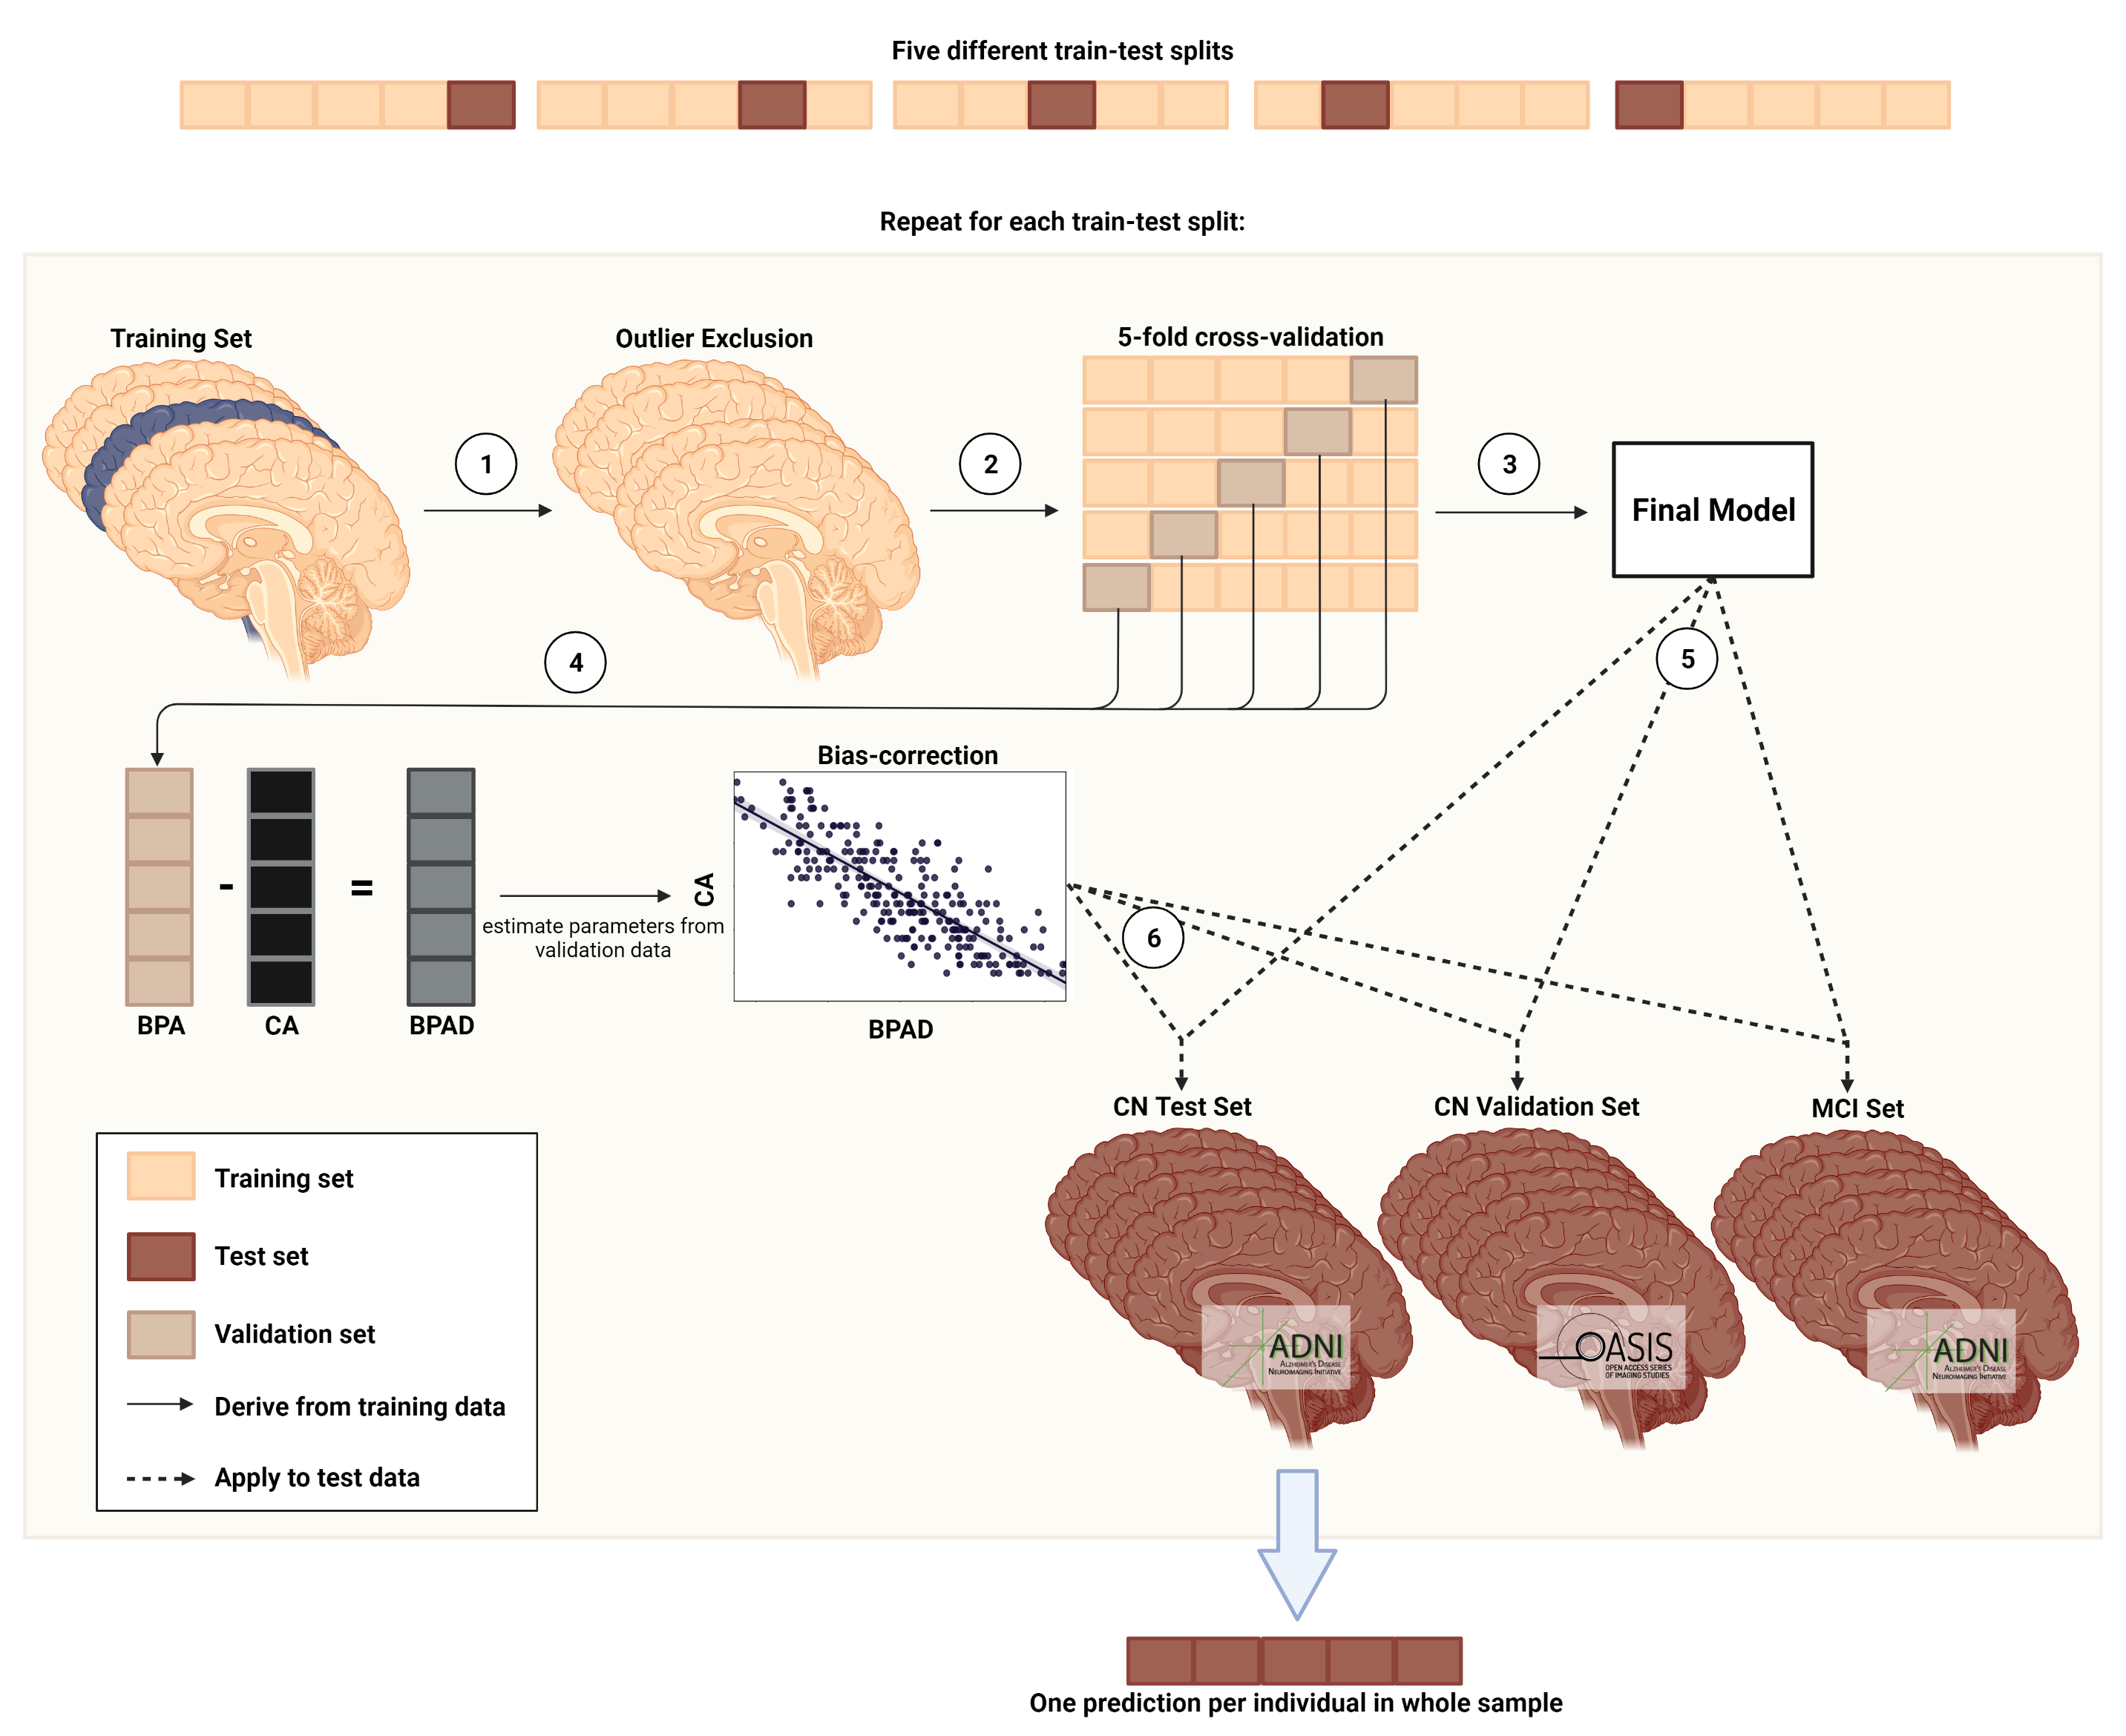 Five different train-test splits
Repeat for each train-test split:
Training Set
Outlier Exclusion
5-fold cross-validation
1
2
3
Final Model
4
5
Bias-correction
-
=
CA
estimate parameters from
validation data
6
BPA
CA
BPAD
BPAD
CN Test Set
CN Validation Set
MCI Set
Training set
Test set
Validation set
Derive from training data
Apply to test data
ADNI
ALZHEIMER'S DISEASE
NEUROIMAGING INITIATIVE
OASIS
OPEN ACCESS SERIES
OF IMAGING STUDIES
ADNI
ALZHEIMER'S DISEASE
NEUROIMAGING INITIATIVE
One prediction per individual in whole sample